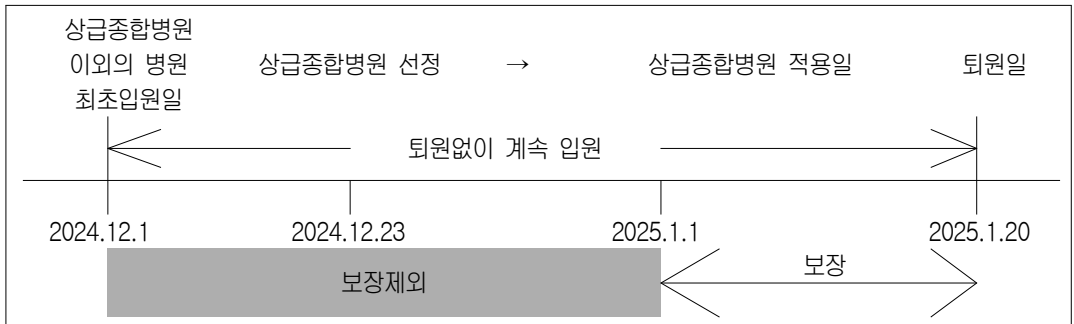 상급종합병원
이외의 병원 상급종합병원 선정 → 상급종합병원 적용일 퇴원일
최초입원일
퇴원없이 계속 입원
2024.12.1 2024.12.23 2025.1.1 2025.1.20
보장제외 보장